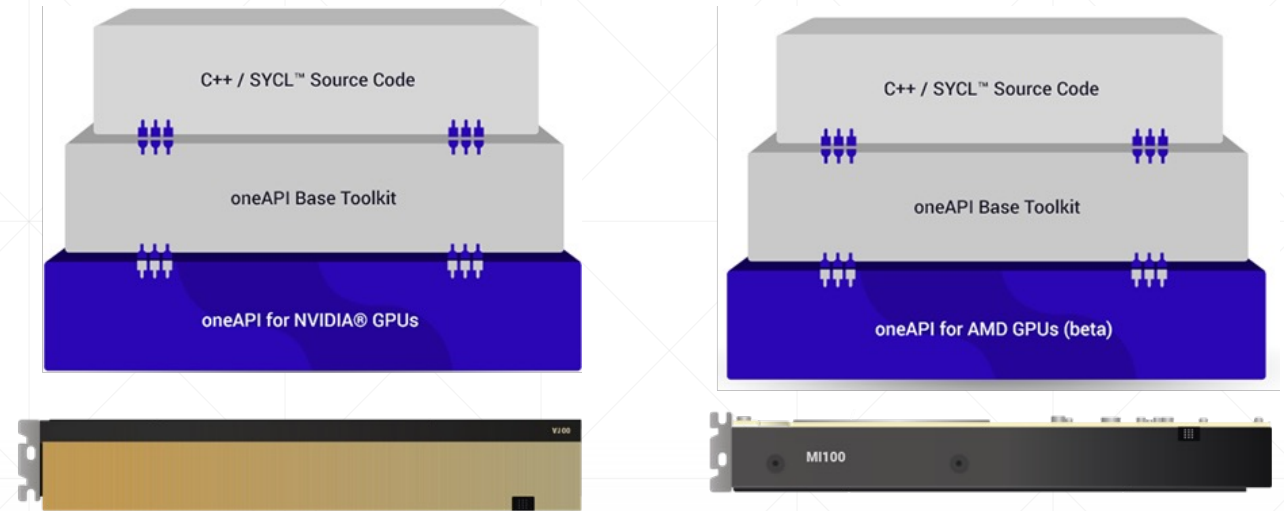 C++ / SYCL™ Source Code
oneAPI Base Toolkit
oneAPI for NVIDIA® GPUs
V100
C++ / SYCL™ Source Code
oneAPI Base Toolkit
oneAPI for AMD GPUs (beta)
MI100